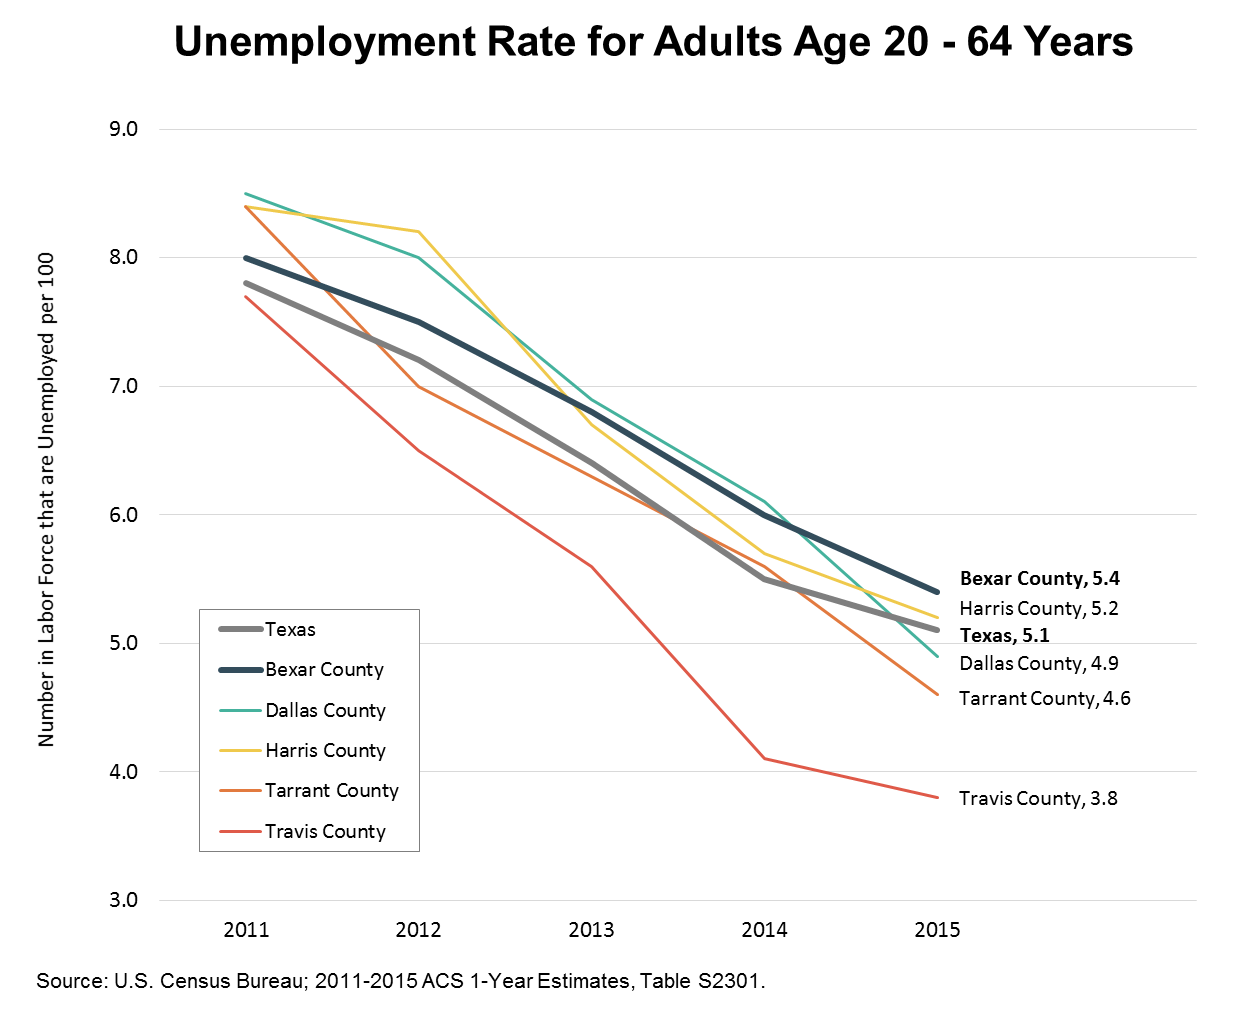 Unemployment Rate for Adults Age 20 - 64 Years
Number in Labor Force that are Unemployed per 100
9.0
8.0
7.0
6.0
5.0
4.0
3.0
Texas
Bexar County
Dallas County
Harris County
Tarrant County
Travis County
Bexar County, 5.4
Harris County, 5.2
Texas, 5.1
Dallas County, 4.9
Tarrant County, 4.6
Travis County, 3.8
2011 2012 2013 2014 2015
Source: U.S. Census Bureau; 2011-2015 ACS 1-Year Estimates, Table S2301.